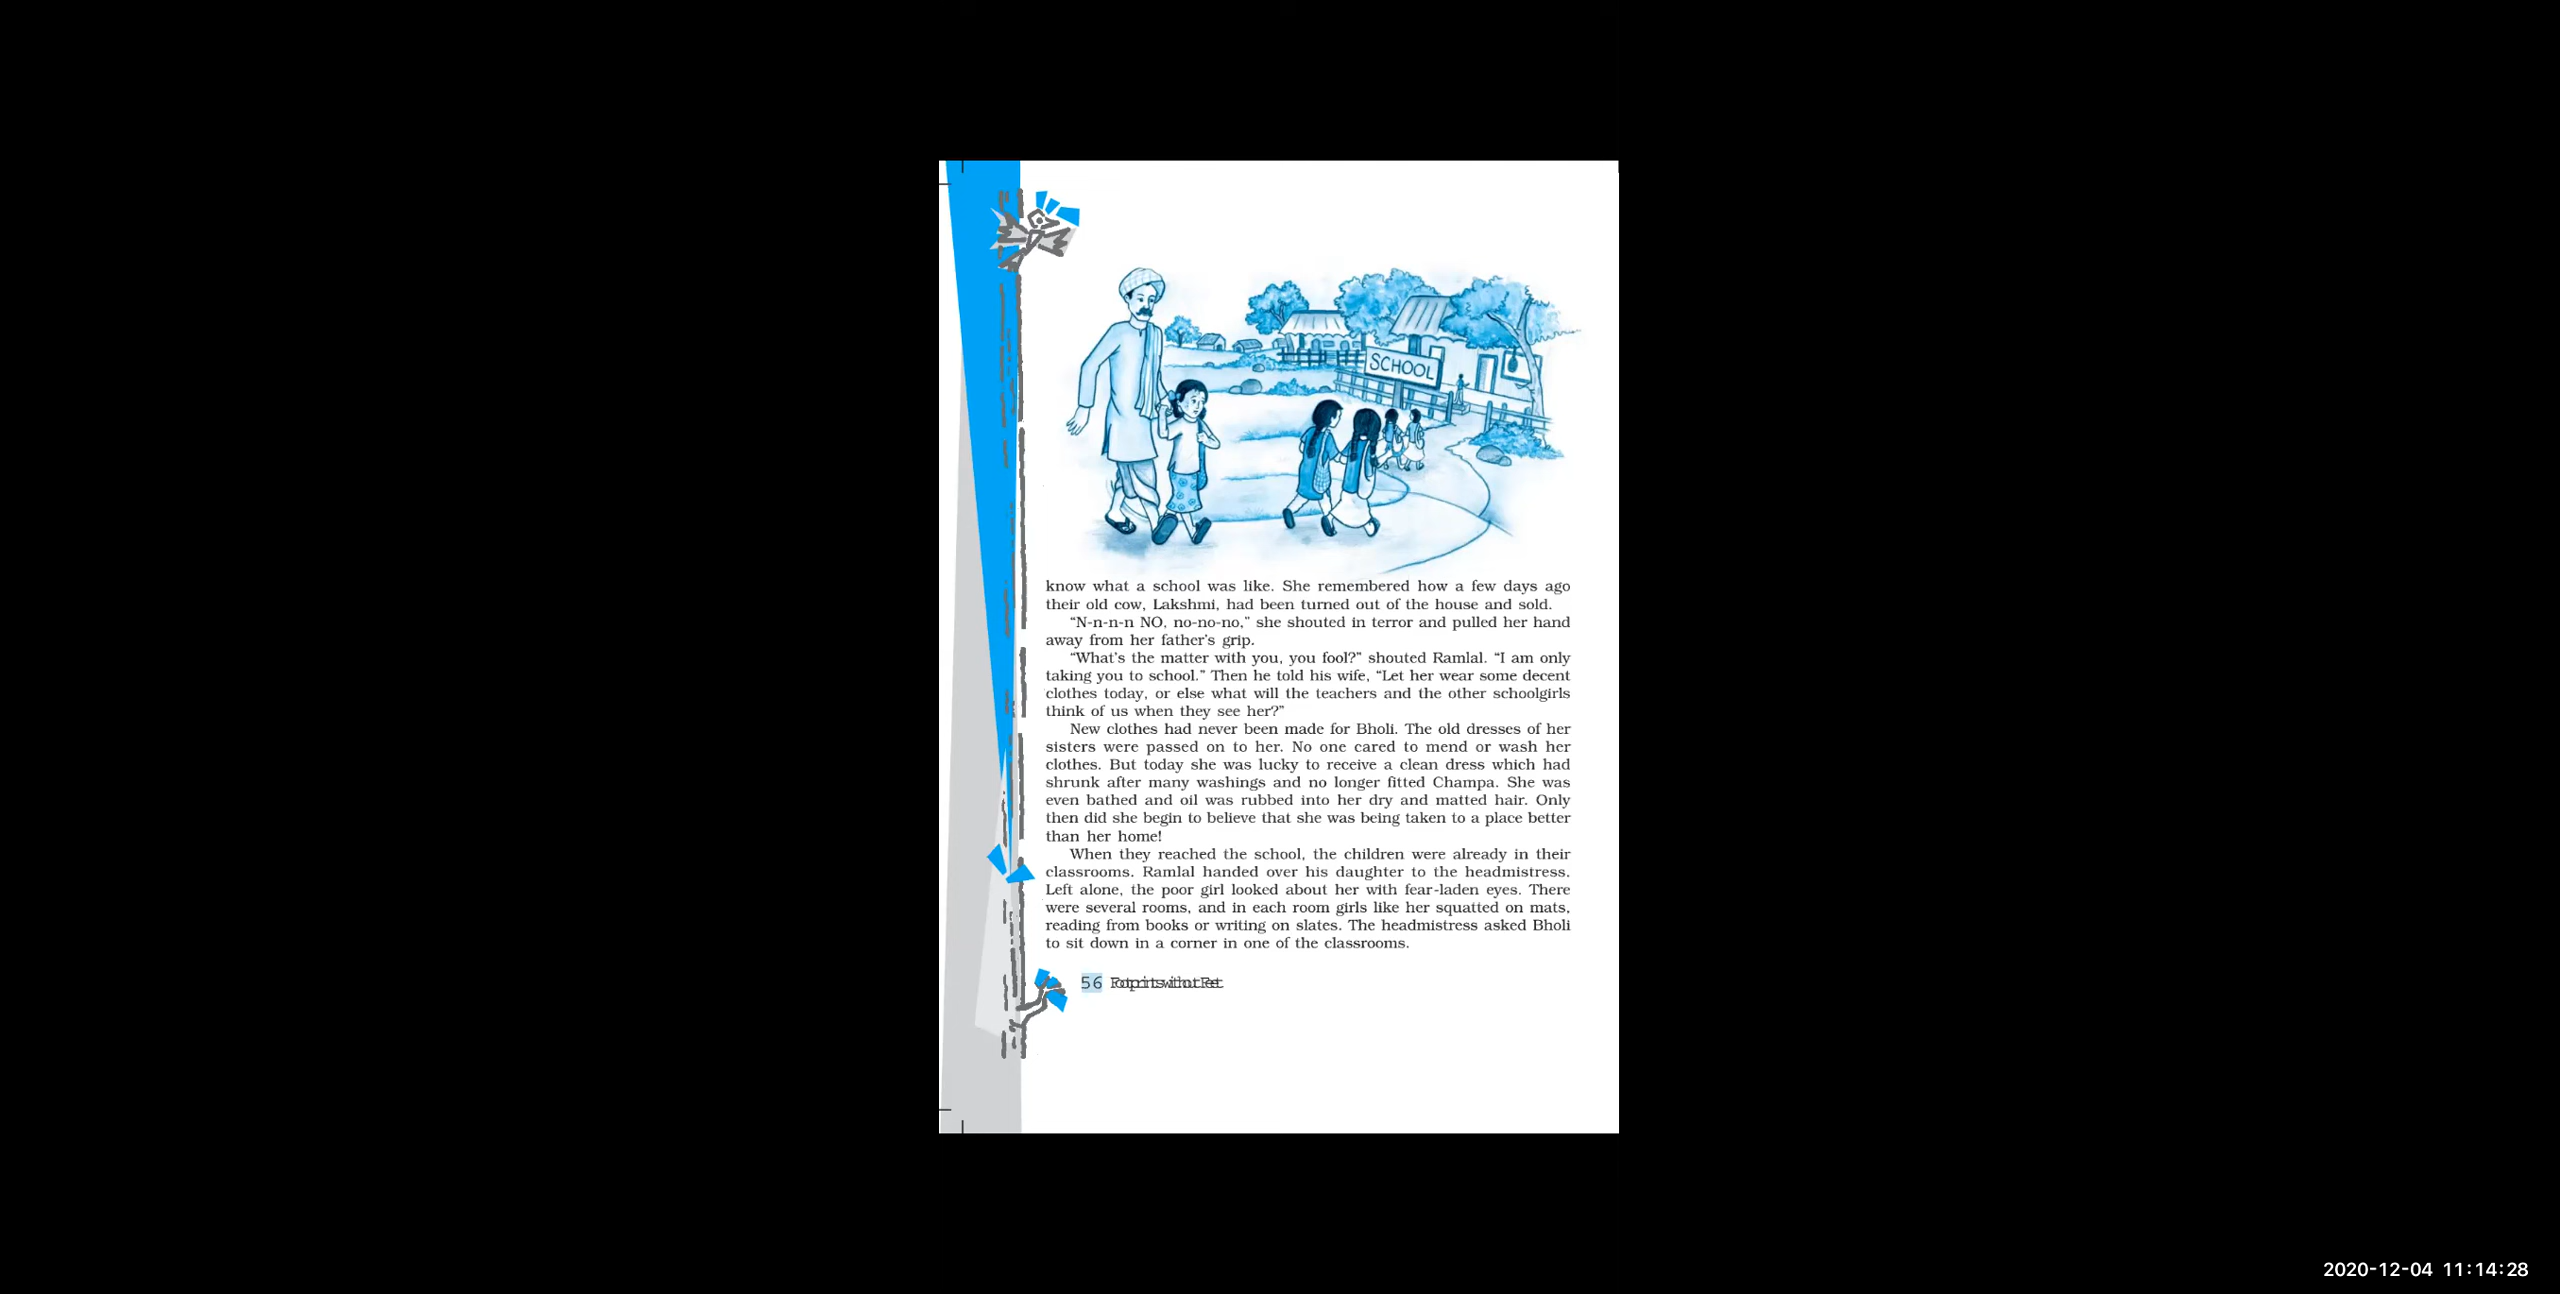 SCHOOL
know what a school was like. She remembered how a few days ago
their old cow, Lakshmi, had been turned out of the house and sold.
“N-n-n-n NO, no-no-no,” she shouted in terror and pulled her hand
away from her father’s grip.
“What’s the matter with you, you fool?” shouted Ramlal. “I am only
taking you to school.” Then he told his wife, “Let her wear some decent
clothes today, or else what will the teachers and the other schoolgirls
think of us when they see her?”
New clothes had never been made for Bholi. The old dresses of her
sisters were passed on to her. No one cared to mend or wash her
clothes. But today she was lucky to receive a clean dress which had
shrunk after many washings and no longer fitted Champa. She was
even bathed and oil was rubbed into her dry and matted hair. Only
then did she begin to believe that she was being taken to a place better
than her home!
When they reached the school, the children were already in their
classrooms. Ramlal handed over his daughter to the headmistress.
Left alone, the poor girl looked about her with fear-laden eyes. There
were several rooms, and in each room girls like her squatted on mats,
reading from books or writing on slates. The headmistress asked Bholi
to sit down in a corner in one of the classrooms.
56 Footprints without Feet
2020-12-04 11:14:28